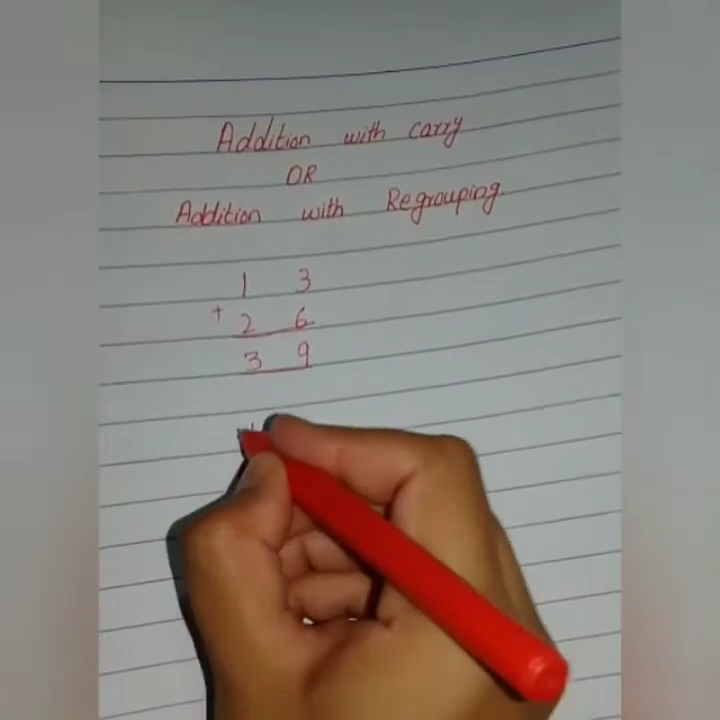 Addition with carry
OR
Addition with Regrouping
1 3
+ 2 6
3 9